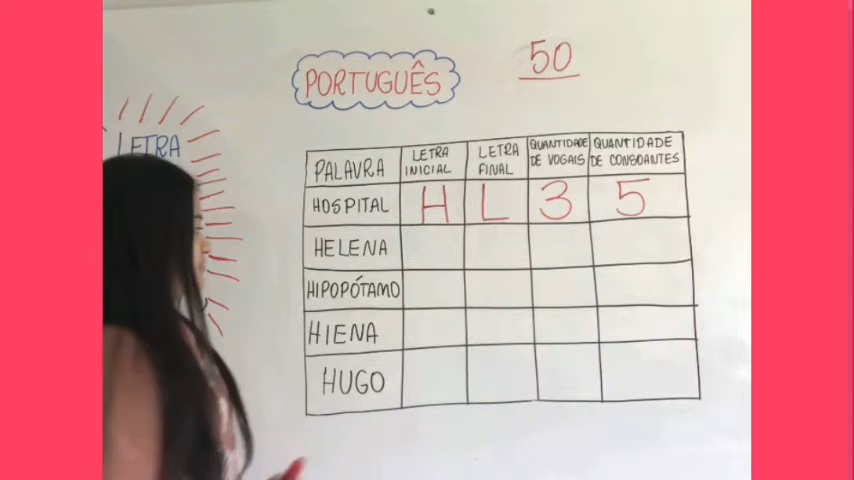 50
PORTUGUÊS
LETRA
PALAVRA LETRA INICIAL LETRA FINAL QUANTIDADE DE VOGAIS QUANTIDADE DE CONSOANTES
HOSPITAL H L 3 5
HELENA
HIPOPÓTAMO
HIENA
HUGO